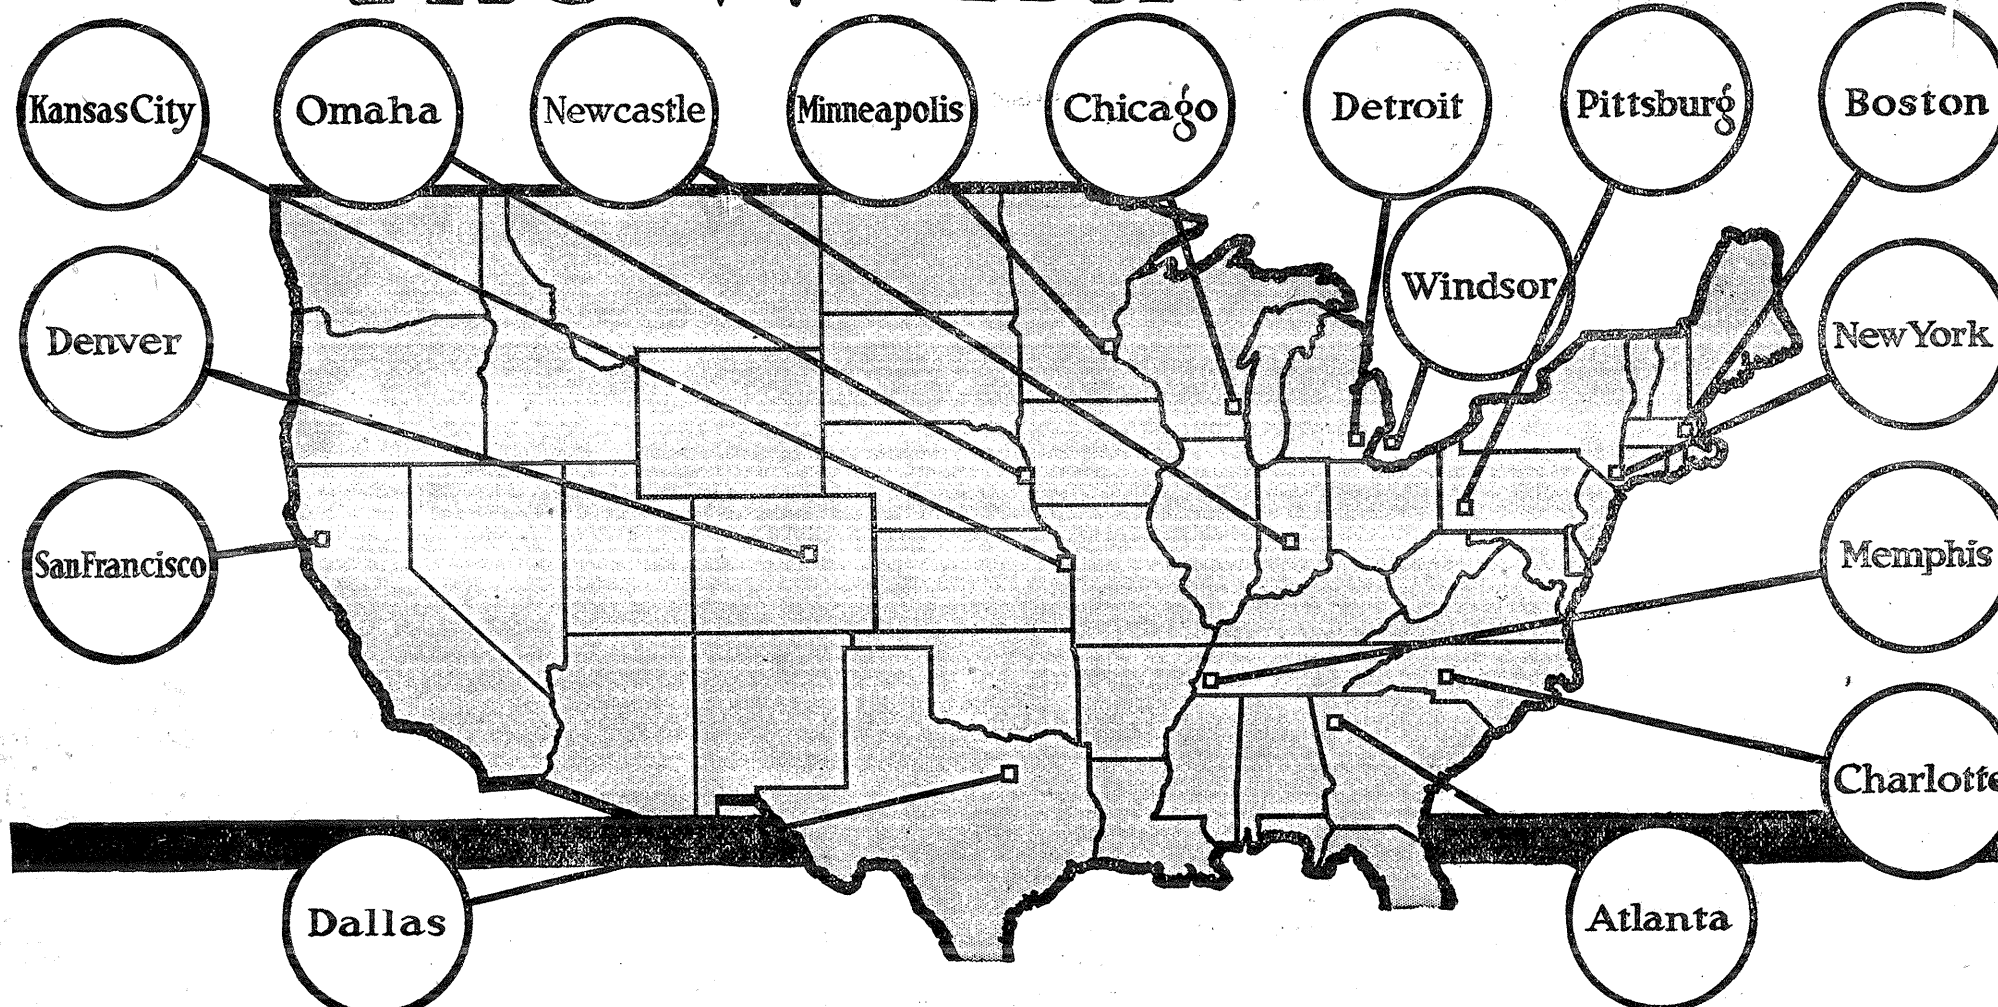 Kansas City
Omaha
Newcastle
Minneapolis
Chicago
Detroit
Pittsburg
Boston
Windsor
Denver
New York
San Francisco
Memphis
Charlotte
Dallas
Atlanta